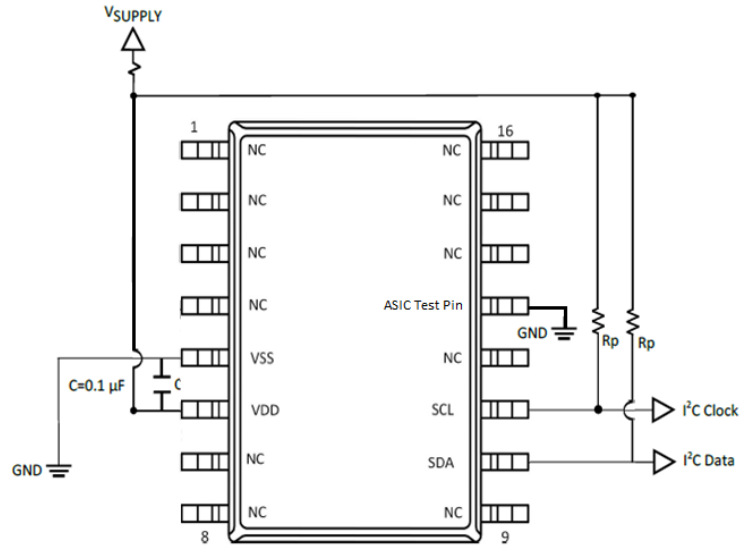 VSUPPLY
1
16
NC
NC
NC
NC
NC
NC
NC
ASIC Test Pin
GND
Rp
Rp
VSS
NC
C=0.1 µF
C
VDD
SCL
I²C Clock
GND
NC
SDA
I²C Data
NC
NC
8
9